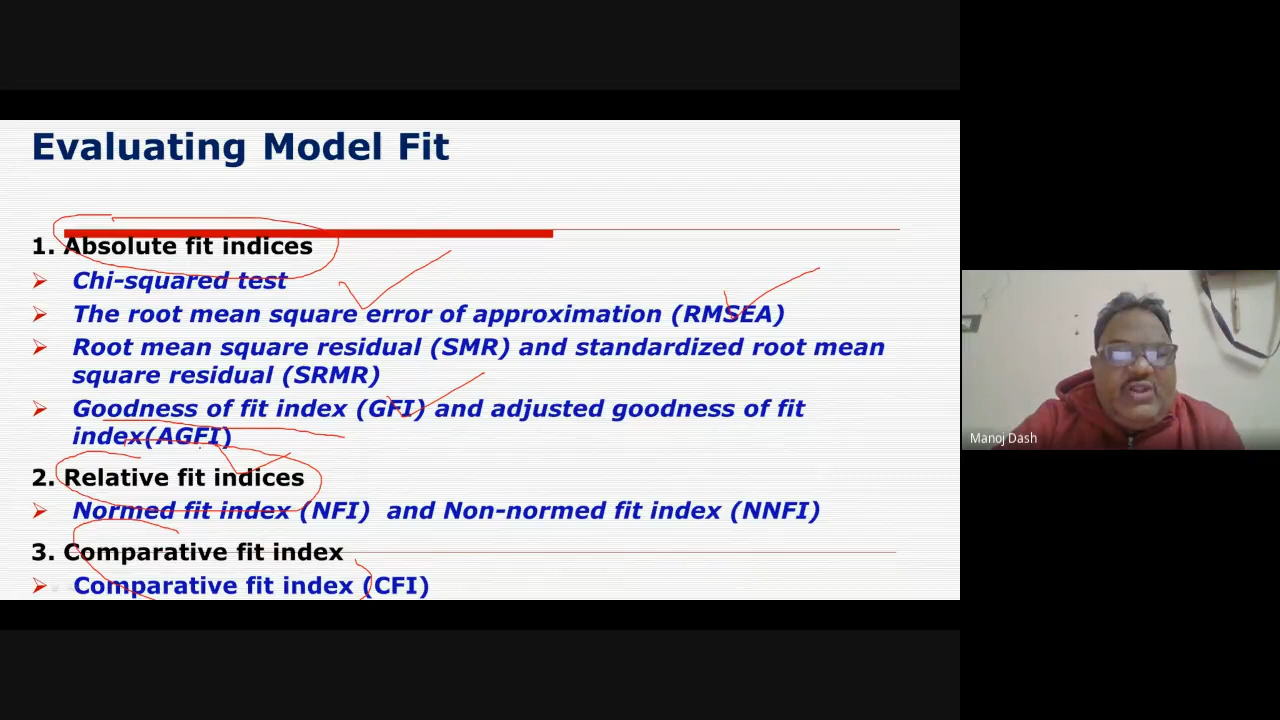 Evaluating Model Fit
1. Absolute fit indices
Chi-squared test
The root mean square error of approximation (RMSEA)
Root mean square residual (SMR) and standardized root mean
square residual (SRMR)
Goodness of fit index (GFI) and adjusted goodness of fit
index(AGFI)
2. Relative fit indices
Normed fit index (NFI) and Non-normed fit index (NNFI)
3. Comparative fit index
Comparative fit index (CFI)
Manoj Dash